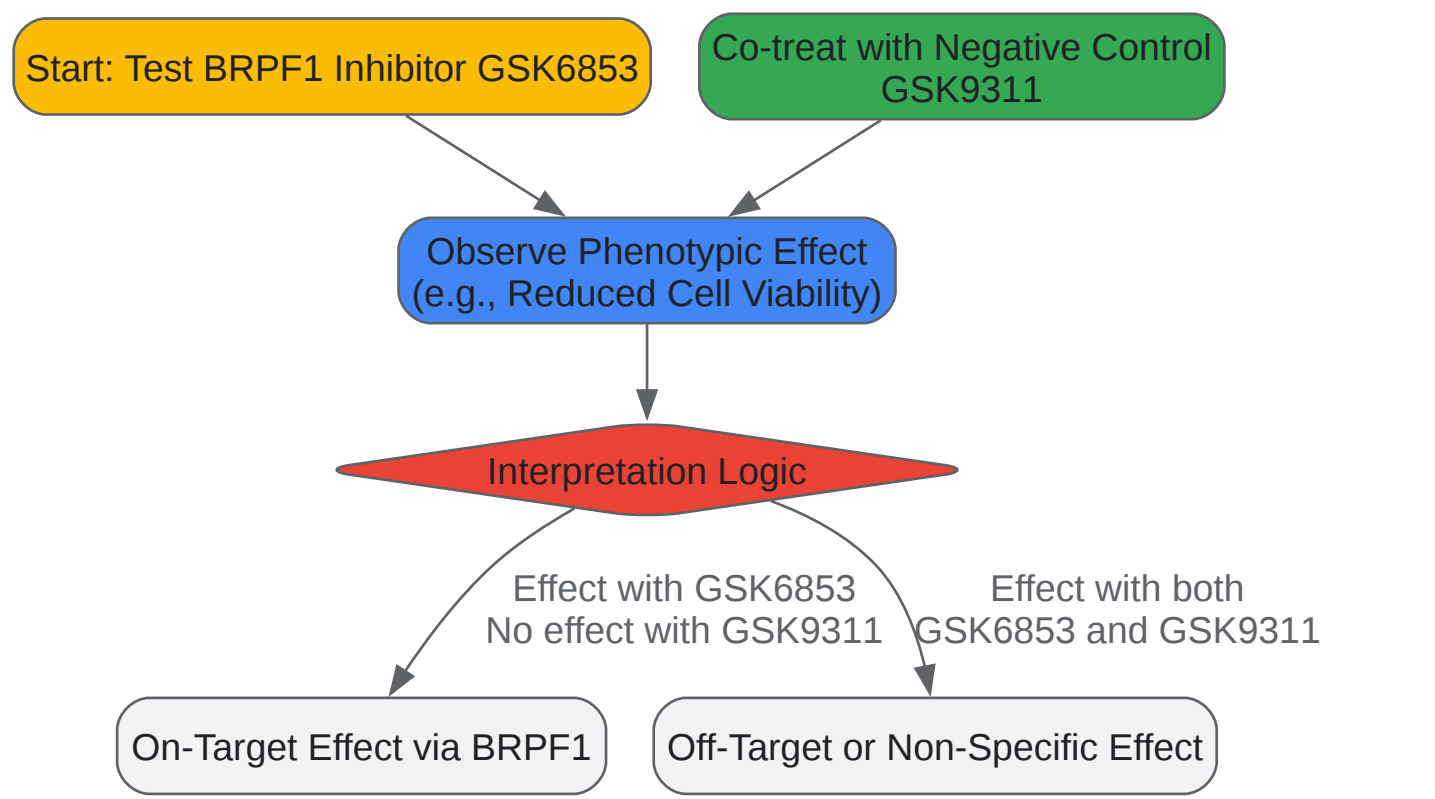 Start: Test BRPF1 Inhibitor GSK6853
Co-treat with Negative Control
GSK9311
Observe Phenotypic Effect
(e.g., Reduced Cell Viability)
Interpretation Logic
Effect with GSK6853
No effect with GSK9311
Effect with both
GSK6853 and GSK9311
On-Target Effect via BRPF1
Off-Target or Non-Specific Effect